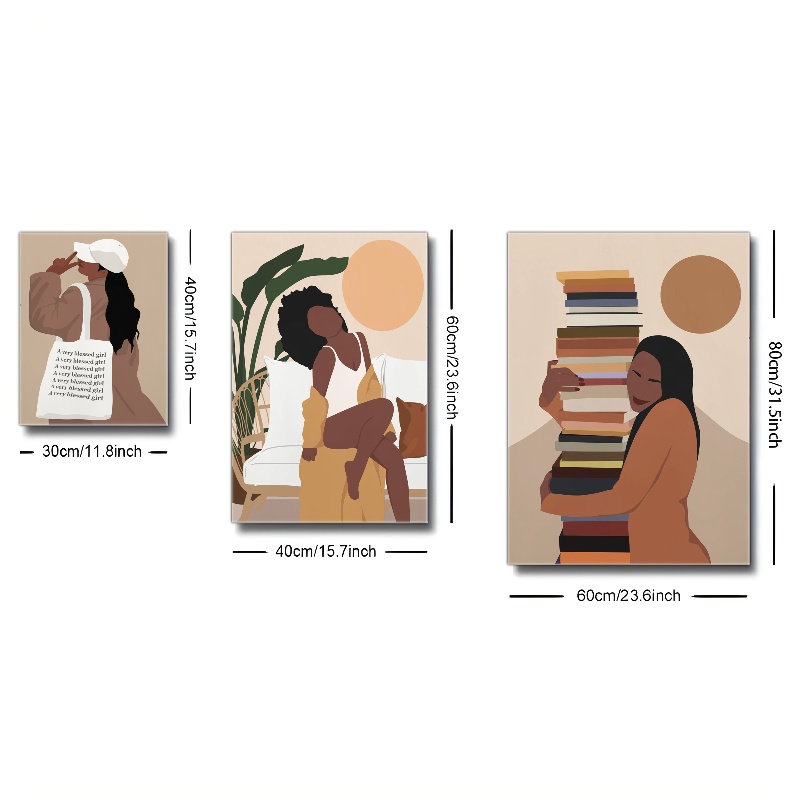 A very blessed girl
A very blessed girl
A very blessed girl
A very blessed girl
A very blessed girl
A very blessed girl
40cm/15.7inch
30cm/11.8inch
60cm/23.6inch
40cm/15.7inch
80cm/31.5inch
60cm/23.6inch